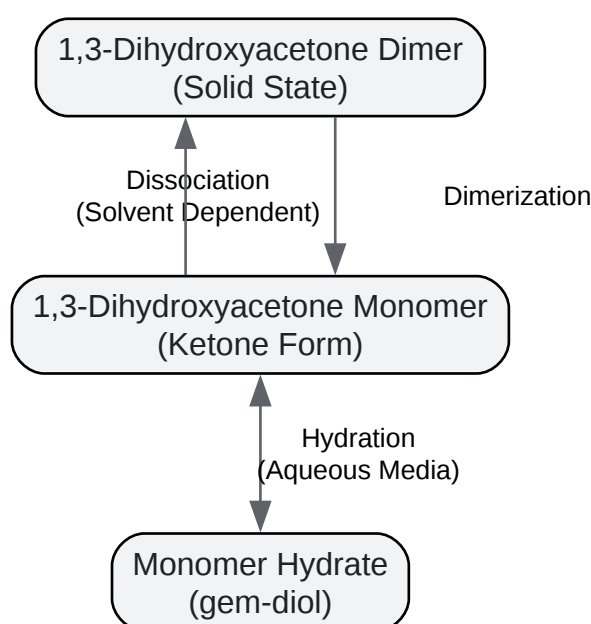 1,3-Dihydroxyacetone Dimer
(Solid State)
Dissociation
(Solvent Dependent)
Dimerization
1,3-Dihydroxyacetone Monomer
(Ketone Form)
Hydration
(Aqueous Media)
Monomer Hydrate
(gem-diol)